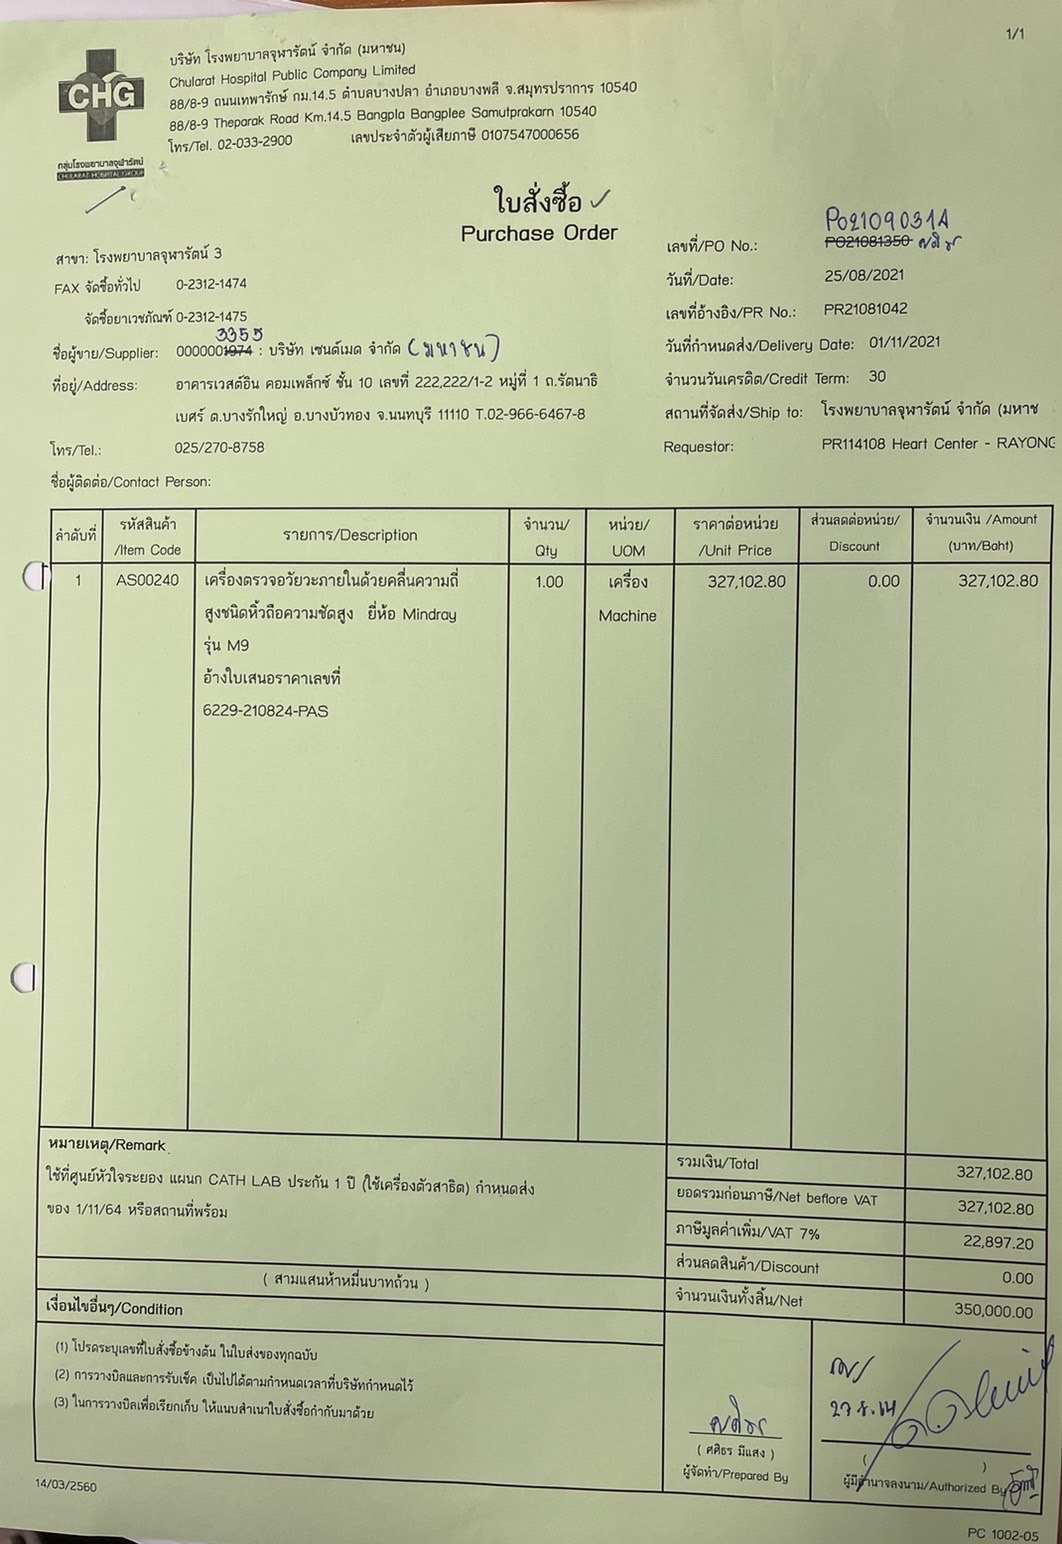 1/1
CHG
กลุ่มโรงพยาบาลจุฬารัตน์
CHULARAT HOSPITAL GROUP
บริษัท โรงพยาบาลจุฬารัตน์ จำกัด (มหาชน)
Chularat Hospital Public Company Limited
88/8-9 ถนนเทพารักษ์ กม.14.5 ตำบลบางปลา อำเภอบางพลี จ.สมุทรปราการ 10540
88/8-9 Theparak Road Km.14.5 Bangpla Bangplee Samutprakarn 10540
โทร/Tel. 02-033-2900 เลขประจำตัวผู้เสียภาษี 0107547000656
ใบสั่งซื้อ
Purchase Order
สาขา: โรงพยาบาลจุฬารัตน์ 3
FAX จัดซื้อทั่วไป 0-2312-1474
จัดซื้อยาเวชภัณฑ์ 0-2312-1475
3355
ชื่อผู้ขาย/Supplier: 0000001974 : บริษัท เซนต์เมด จำกัด (มหาชน)
ที่อยู่/Address: อาคารเวสต์อิน คอมเพล็กซ์ ชั้น 10 เลขที่ 222,222/1-2 หมู่ที่ 1 ถ.รัตนาธิ
เบศร์ ต.บางรักใหญ่ อ.บางบัวทอง จ.นนทบุรี 11110 T.02-966-6467-8
โทร/Tel.: 025/270-8758
ชื่อผู้ติดต่อ/Contact Person:
PO2109031A
เลขที่/PO No.: PO21081350
วันที่/Date: 25/08/2021
เลขที่อ้างอิง/PR No.: PR21081042
วันที่กำหนดส่ง/Delivery Date: 01/11/2021
จำนวนวันเครดิต/Credit Term: 30
สถานที่จัดส่ง/Ship to: โรงพยาบาลจุฬารัตน์ จำกัด (มหาช
Requestor: PR114108 Heart Center - RAYONG
ลำดับที่ รหัสสินค้า /Item Code รายการ/Description จำนวน/ Qty หน่วย/ UOM ราคาต่อหน่วย /Unit Price ส่วนลดต่อหน่วย/ Discount จำนวนเงิน /Amount (บาท/Baht)
1 AS00240 เครื่องตรวจอวัยวะภายในด้วยคลื่นความถี่ 1.00 เครื่อง 327,102.80 0.00 327,102.80
สูงชนิดหิ้วถือความชัดสูง ยี่ห้อ Mindray Machine
รุ่น M9
อ้างใบเสนอราคาเลขที่
6229-210824-PAS
หมายเหตุ/Remark
ใช้ที่ศูนย์หัวใจระยอง แผนก CATH LAB ประกัน 1 ปี (ใช้เครื่องตัวสาธิต) กำหนดส่ง
ของ 1/11/64 หรือสถานที่พร้อม
รวมเงิน/Total 327,102.80
ยอดรวมก่อนภาษี/Net beflore VAT 327,102.80
ภาษีมูลค่าเพิ่ม/VAT 7% 22,897.20
ส่วนลดสินค้า/Discount 0.00
จำนวนเงินทั้งสิ้น/Net 350,000.00
( สามแสนห้าหมื่นบาทถ้วน )
เงื่อนไขอื่นๆ/Condition
(1) โปรดระบุเลขที่ใบสั่งซื้อข้างต้น ในใบส่งของทุกฉบับ
(2) การวางบิลและการรับเช็ค เป็นไปได้ตามกำหนดเวลาที่บริษัทกำหนดไว้
(3) ในการวางบิลเพื่อเรียกเก็บ ให้แนบสำเนาใบสั่งซื้อกำกับมาด้วย
( ศศิธร มีแสง )
ผู้จัดทำ/Prepared By
27.8.64
( )
ผู้มีอำนาจลงนาม/Authorized By
14/03/2560
PC 1002-05